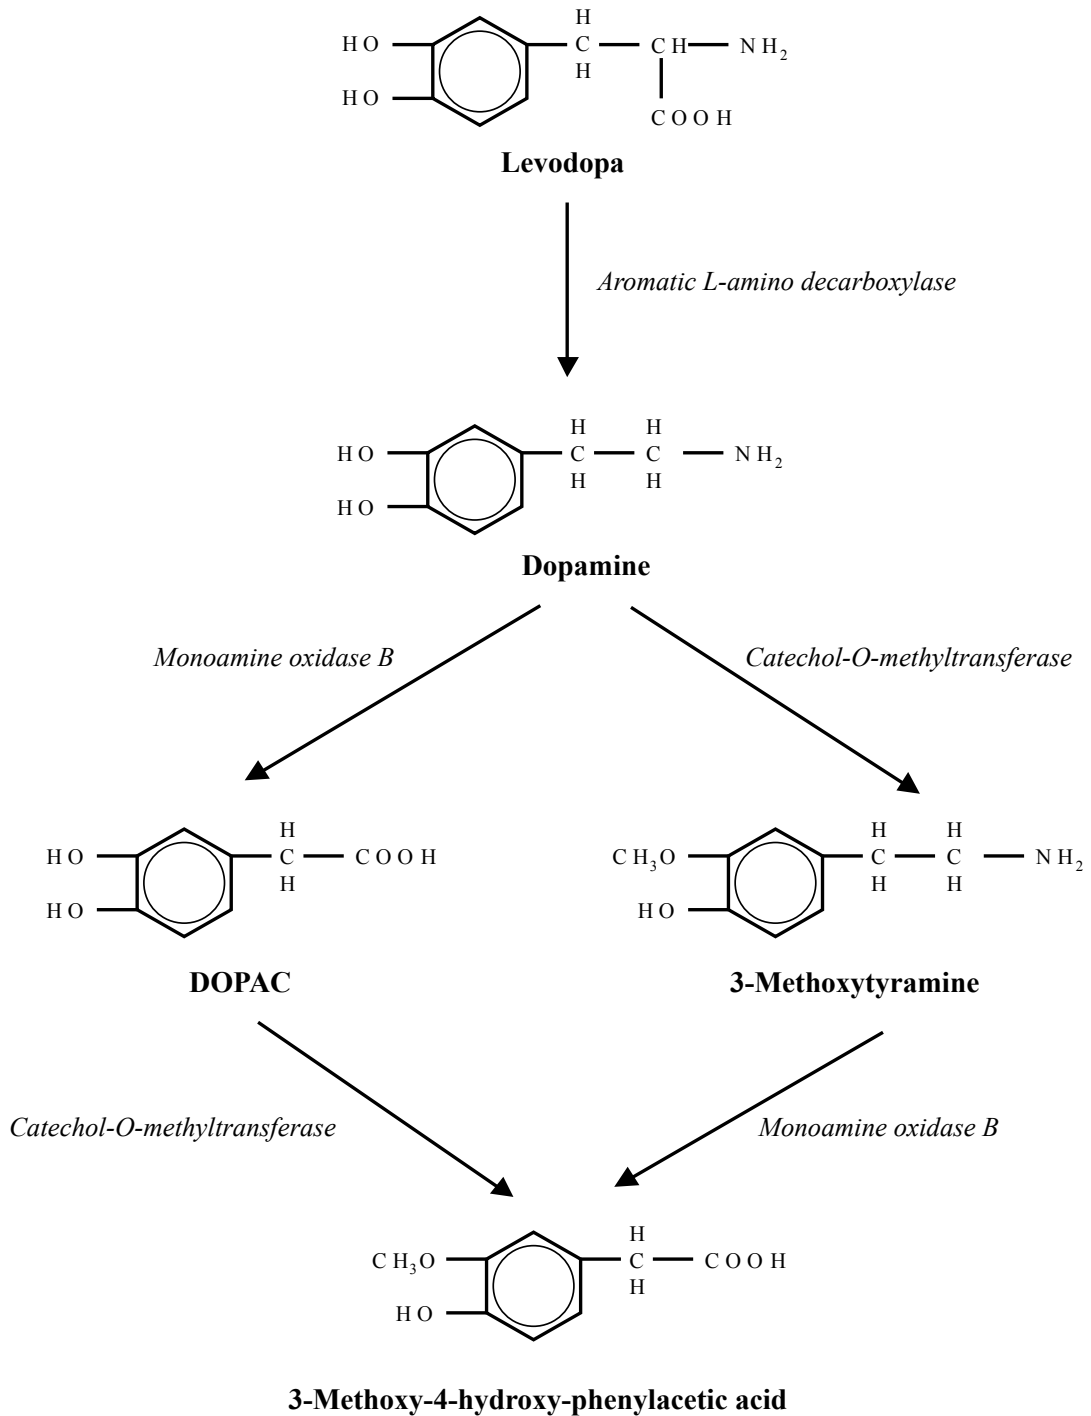 H
HO C CH NH2
H
HO
COOH
Levodopa
Aromatic L-amino decarboxylase
H H
HO C C NH2
H H
HO
Dopamine
Monoamine oxidase B
Catechol-O-methyltransferase
H
HO C COOH
H
HO
DOPAC
H H
CH3O C C NH2
H H
HO
3-Methoxytyramine
Catechol-O-methyltransferase
Monoamine oxidase B
H
CH3O C COOH
H
HO
3-Methoxy-4-hydroxy-phenylacetic acid